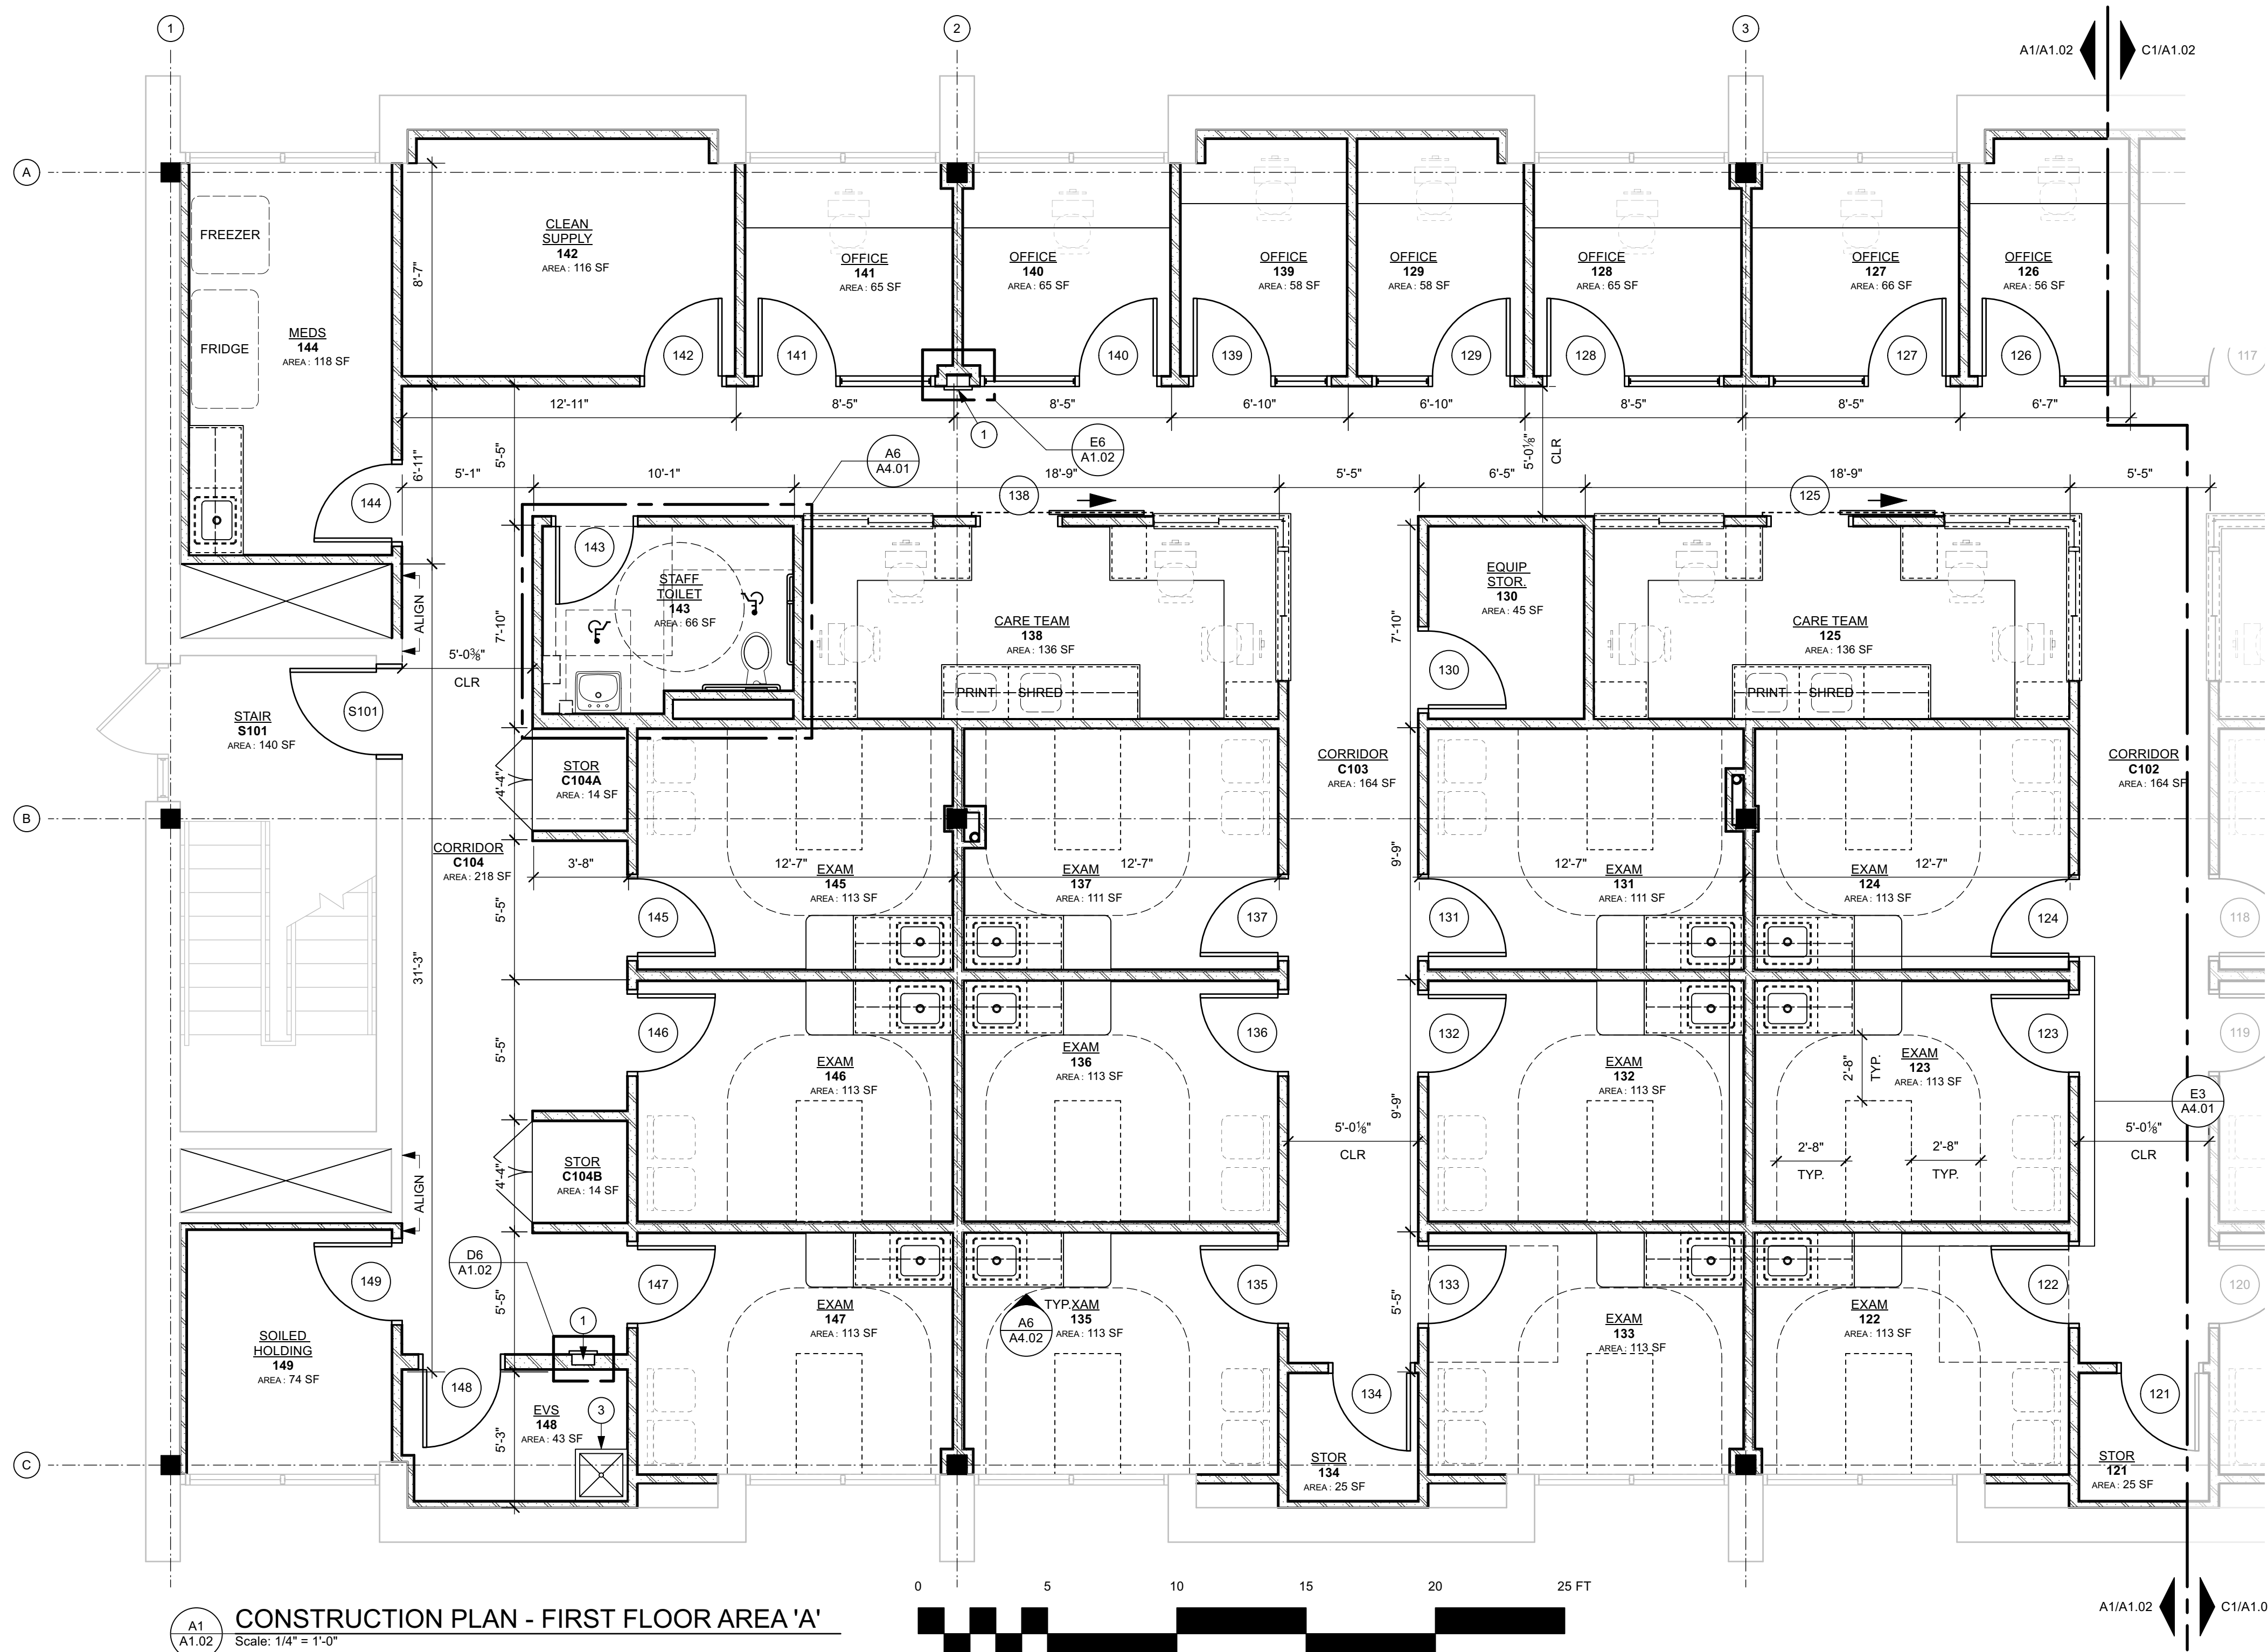 1
2
3
A1/A1.02
C1/A1.02
A
FREEZER
CLEAN
SUPPLY
142
AREA : 116 SF
OFFICE
141
AREA : 65 SF
OFFICE
140
AREA : 65 SF
OFFICE
139
AREA : 58 SF
OFFICE
129
AREA : 58 SF
OFFICE
128
AREA : 65 SF
OFFICE
127
AREA : 66 SF
OFFICE
126
AREA : 56 SF
8'-7"
FRIDGE
MEDS
144
AREA : 118 SF
142
141
140
139
129
128
127
126
117
12'-11"
8'-5"
8'-5"
6'-10"
6'-10"
8'-5"
8'-5"
6'-7"
1
E6
A1.02
A6
A4.01
5'-5"
6'-11"
5'-0⅛"
CLR
5'-1"
10'-1"
18'-9"
5'-5"
6'-5"
18'-9"
5'-5"
144
138
125
143
STAFF
TOILET
143
AREA : 66 SF
EQUIP
STOR.
130
AREA : 45 SF
ALIGN
7'-10"
7'-10"
CARE TEAM
138
AREA : 136 SF
CARE TEAM
125
AREA : 136 SF
5'-0⅜"
CLR
130
PRINT
SHRED
PRINT
SHRED
S101
STAIR
S101
AREA : 140 SF
STOR
C104A
AREA : 14 SF
4'-4"
CORRIDOR
C103
AREA : 164 SF
CORRIDOR
C102
AREA : 164 SF
B
CORRIDOR
C104
AREA : 218 SF
3'-8"
12'-7"
12'-7"
9'-9"
12'-7"
12'-7"
EXAM
145
AREA : 113 SF
EXAM
137
AREA : 111 SF
EXAM
131
AREA : 111 SF
EXAM
124
AREA : 113 SF
5'-5"
145
137
131
124
118
31'-3"
5'-5"
146
136
132
123
119
EXAM
146
AREA : 113 SF
EXAM
136
AREA : 113 SF
EXAM
132
AREA : 113 SF
2'-8"
TYP.
EXAM
123
AREA : 113 SF
E3
A4.01
9'-9"
5'-0⅛"
CLR
2'-8"
TYP.
2'-8"
TYP.
5'-0⅛"
CLR
STOR
C104B
AREA : 14 SF
4'-4"
ALIGN
D6
A1.02
149
5'-5"
147
135
5'-5"
133
122
120
1
EXAM
147
AREA : 113 SF
TYP.
XAM
135
AREA : 113 SF
A6
A4.02
EXAM
133
AREA : 113 SF
EXAM
122
AREA : 113 SF
SOILED
HOLDING
149
AREA : 74 SF
148
134
121
EVS
148
AREA : 43 SF
3
5'-3"
C
STOR
134
AREA : 25 SF
STOR
121
AREA : 25 SF
0
5
10
15
20
25 FT
A1
A1.02
CONSTRUCTION PLAN - FIRST FLOOR AREA 'A'
Scale: 1/4" = 1'-0"
A1/A1.02
C1/A1.0